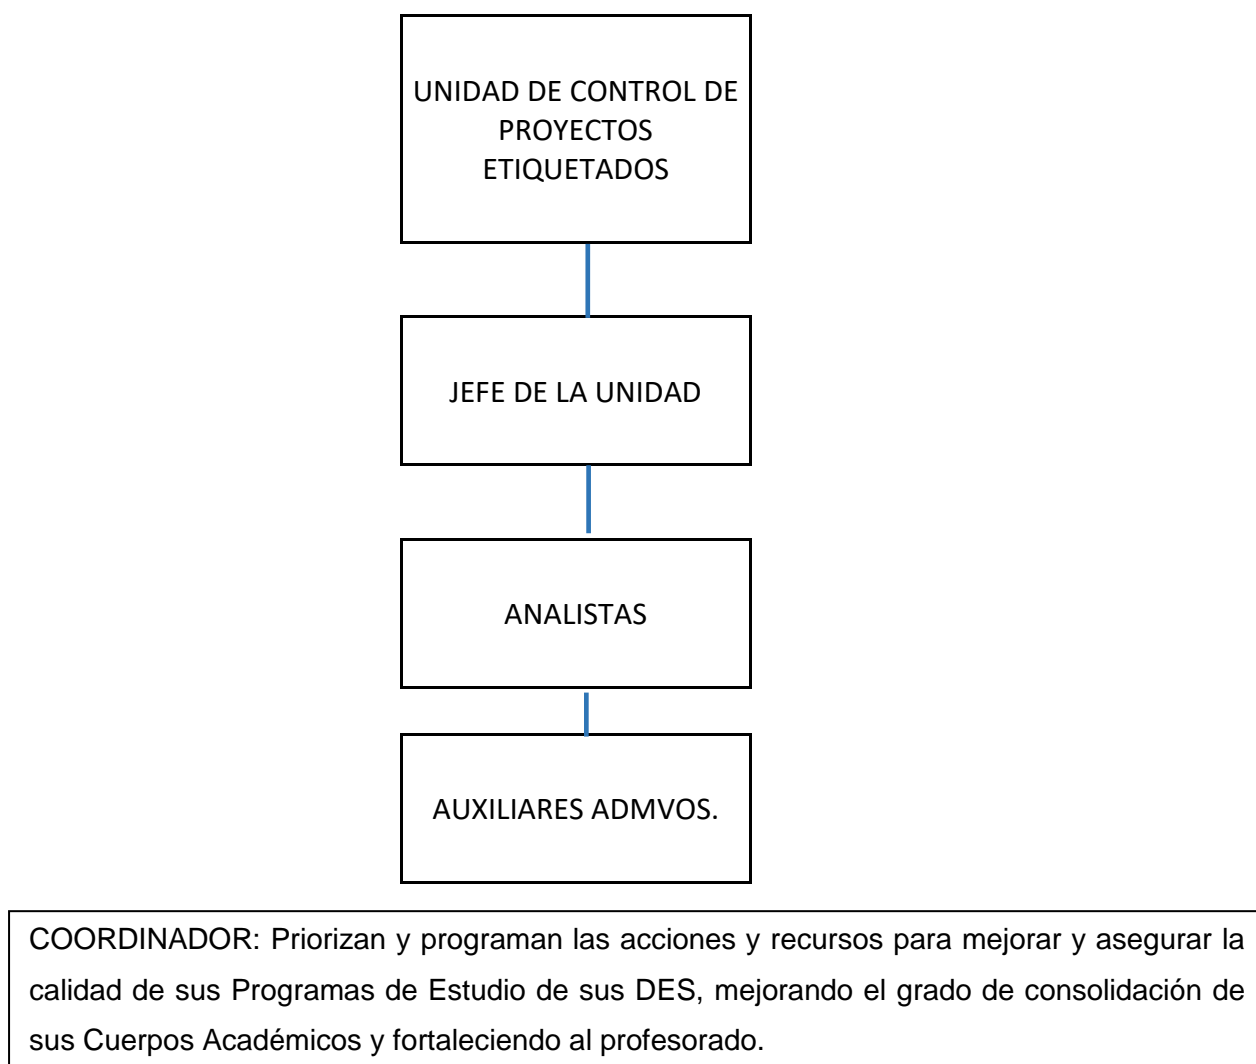 UNIDAD DE CONTROL DE
PROYECTOS
ETIQUETADOS
JEFE DE LA UNIDAD
ANALISTAS
AUXILIARES ADMVOS.
COORDINADOR: Priorizan y programan las acciones y recursos para mejorar y asegurar la
calidad de sus Programas de Estudio de sus DES, mejorando el grado de consolidación de
sus Cuerpos Académicos y fortaleciendo al profesorado.